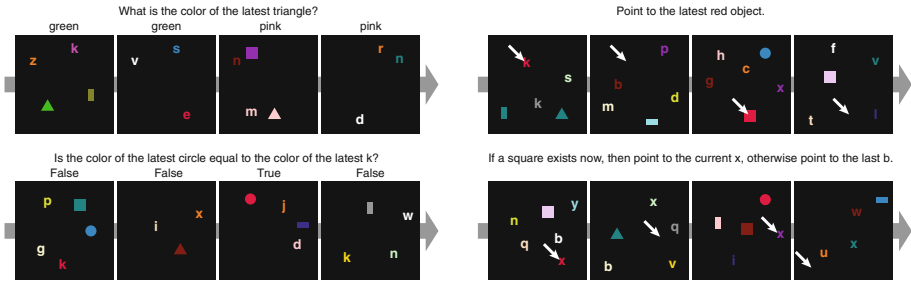 What is the color of the latest triangle?
green green pink pink
z k
v s e
n m
r n d
Point to the latest red object.
k s k
p b m d
h c g x
f v t l
Is the color of the latest circle equal to the color of the latest k?
False False True False
p g k
x i
j d
w k n
If a square exists now, then point to the current x, otherwise point to the last b.
y n q b x
x q b v
x i
w x u